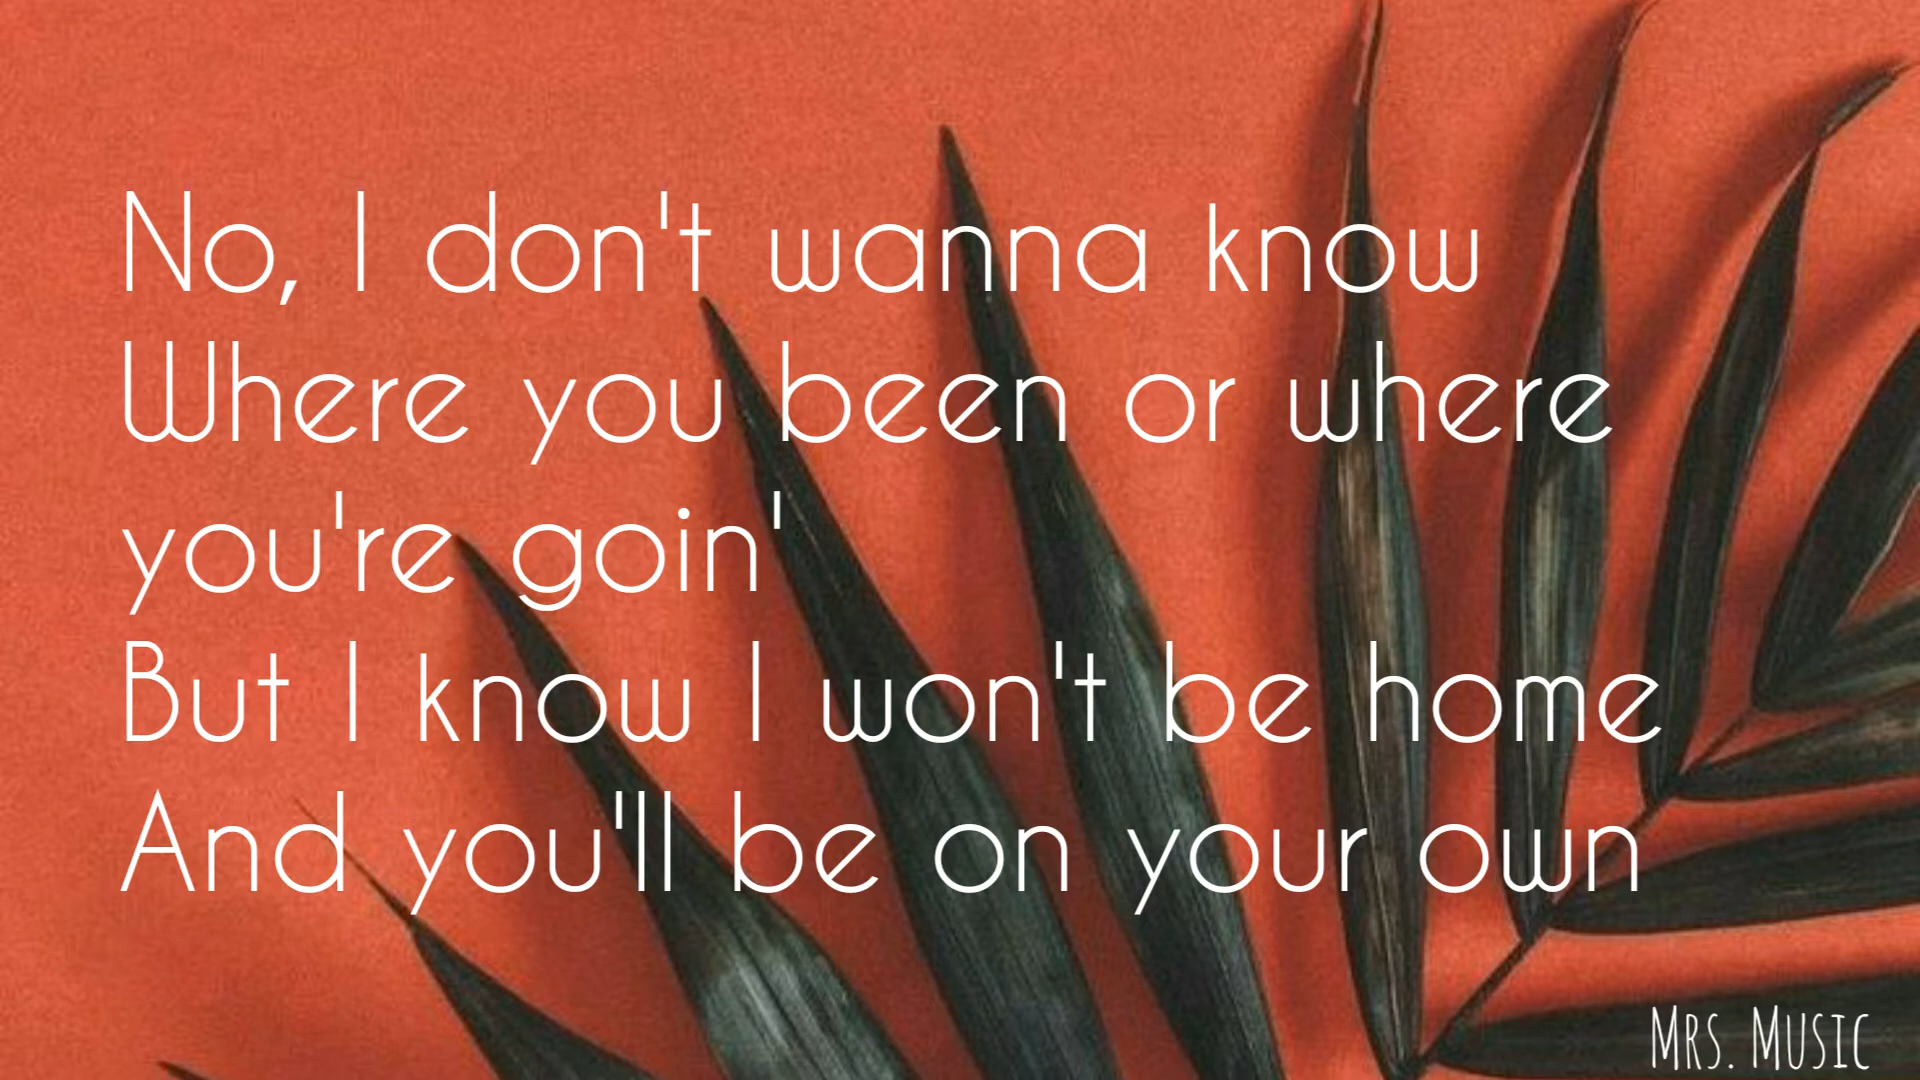 No, I don't wanna know
Where you been or where
you're goin'
But I know I won't be home
And you'll be on your own
Mrs. Music